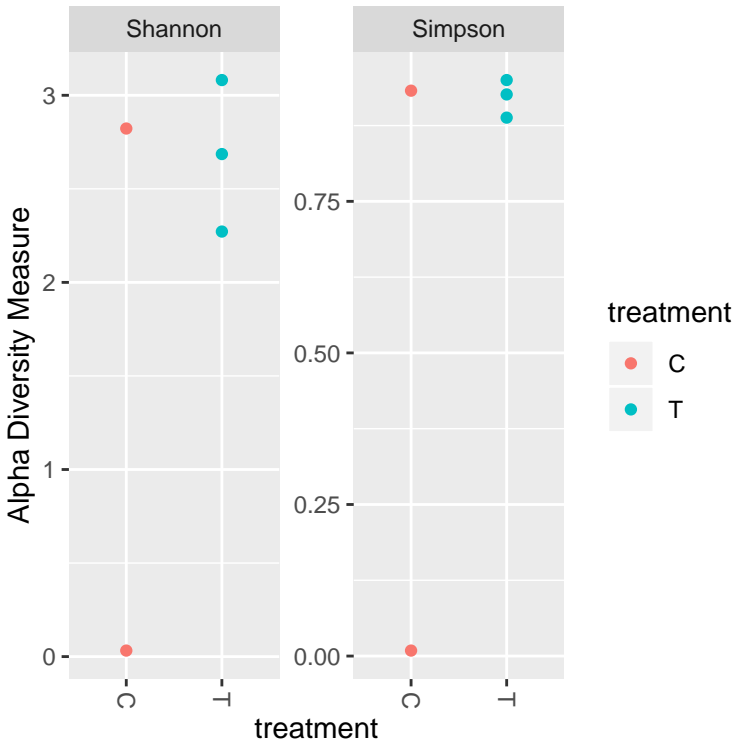 Shannon
Simpson
Alpha Diversity Measure
3
2
1
0
0.75
0.50
0.25
0.00
C
T
C
T
treatment
treatment
C
T